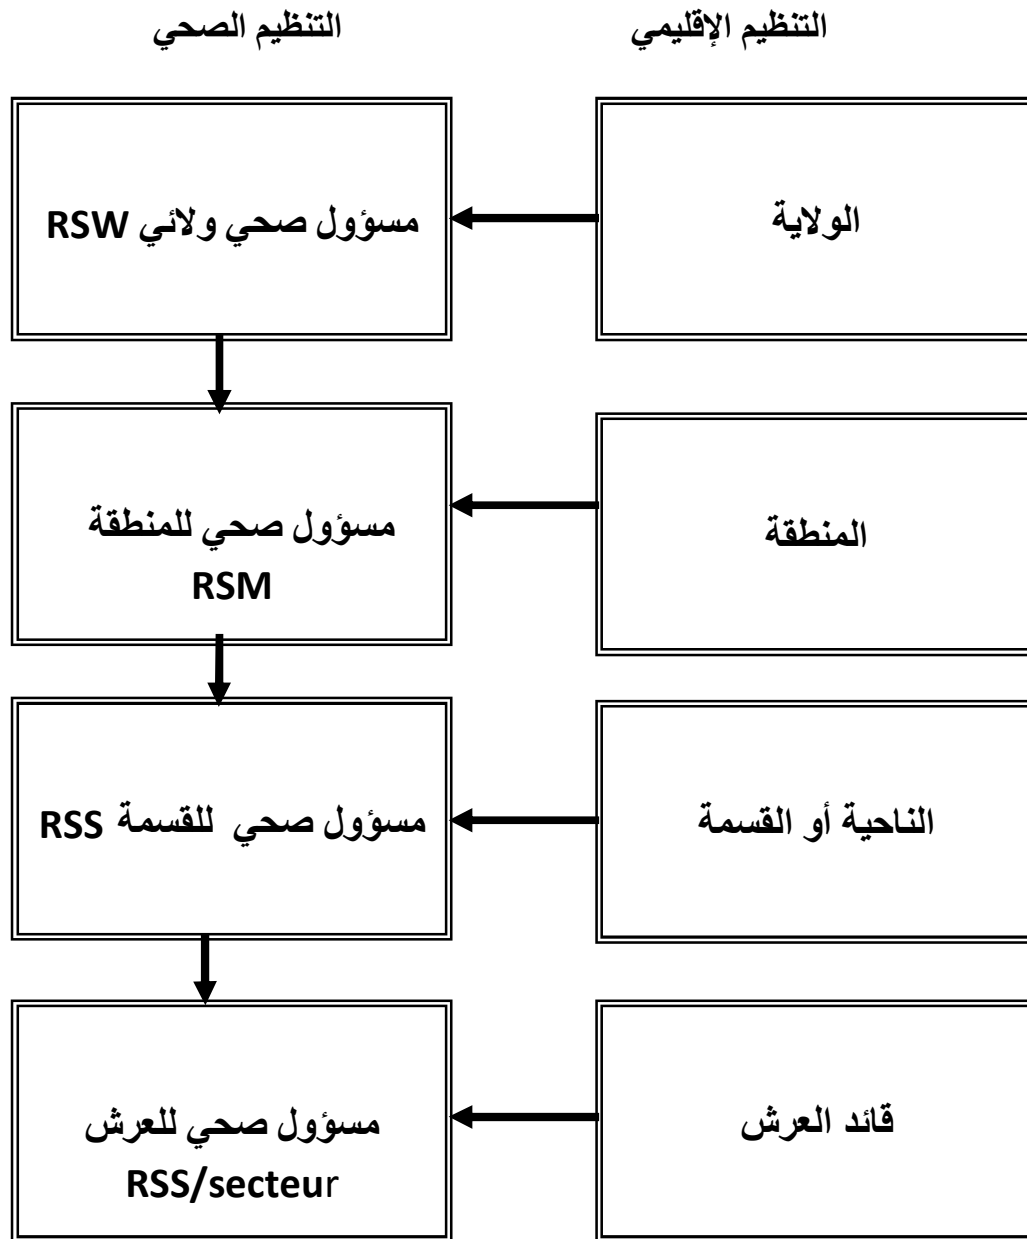 التنظيم الإقليمي
التنظيم الصحي
الولاية
مسؤول صحي ولائي RSW
المنطقة
مسؤول صحي للمنطقة
RSM
الناحية أو القسمة
مسؤول صحي للقسمة RSS
قائد العرش
مسؤول صحي للعرش
RSS/secteur